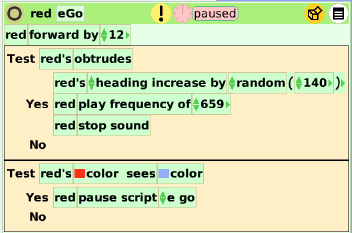 red eGo ! paused
red forward by 12
Test red's obtrudes
red's heading increase by random ( 140 )
Yes red play frequency of 659
red stop sound
No
Test red's color sees color
Yes red pause script e go
No